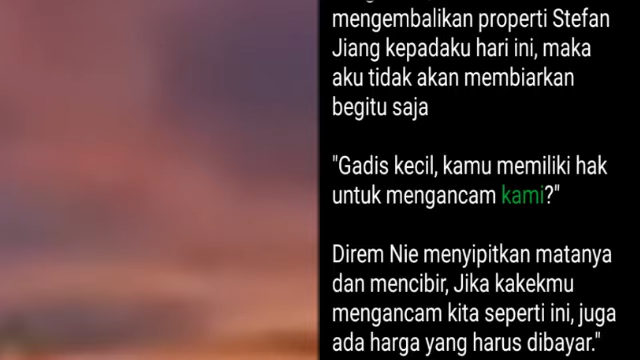 mengembalikan properti Stefan
Jiang kepadaku hari ini, maka
aku tidak akan membiarkan
begitu saja
"Gadis kecil, kamu memiliki hak
untuk mengancam kami?"
Direm Nie menyipitkan matanya
dan mencibir, Jika kakekmu
mengancam kita seperti ini, juga
ada harga yang harus dibayar."